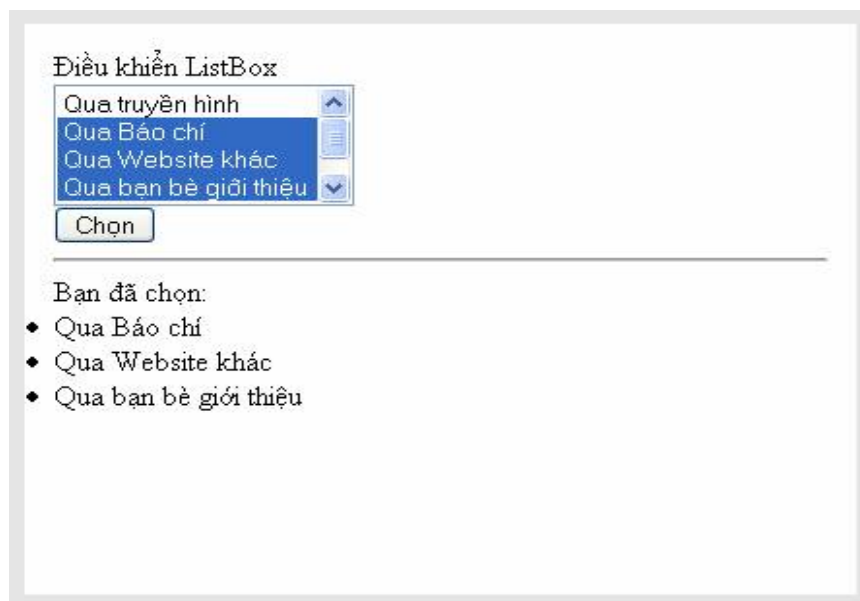 Điều khiển ListBox
Qua truyền hình
Qua Báo chí
Qua Website khác
Qua bạn bè giới thiệu
Chọn
Bạn đã chọn:
Qua Báo chí
Qua Website khác
Qua bạn bè giới thiệu